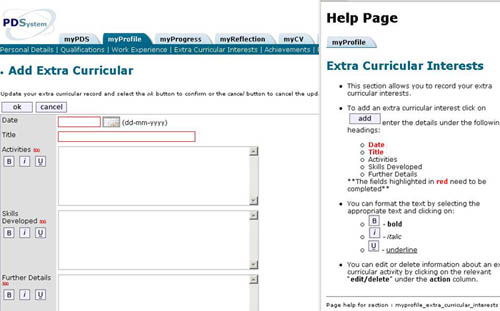 PDSystem
myPDS myProfile myProgress myReflection myCV
Personal Details | Qualifications | Work Experience | Extra Curricular Interests | Achievements |
• Add Extra Curricular
Update your extra curricular record and select the ok button to confirm or the cancel button to cancel the upd
ok cancel
Date (dd-mm-yyyy)
Title
Activities 500
B i U
Skills
Developed 500
B i U
Further Details
500
B i U
Help Page
myProfile
Extra Curricular Interests
• This section allows you to record your extra
curricular interests.
• To add an extra curricular interest click on
add enter the details under the following
headings:
○ Date
○ Title
○ Activities
○ Skills Developed
○ Further Details
**The fields highlighted in red need to be
completed**
• You can format the text by selecting the
appropriate text and clicking on:
○ B - bold
○ i - italic
○ U - underline
• You can edit or delete information about an ex
curricular activity by clicking on the relevant
"edit/delete" under the action column.
Page help for section : myprofile_extra_curricular_interests